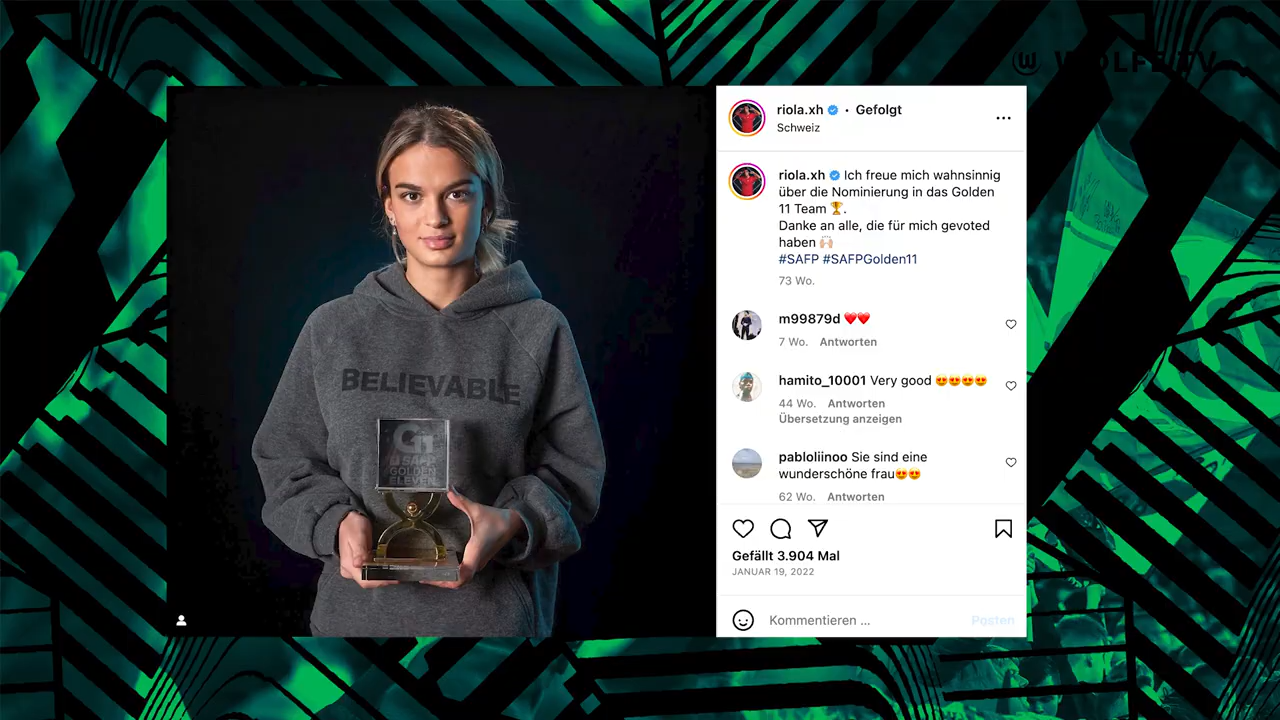 WOLFE TV
riola.xh • Gefolgt
Schweiz
riola.xh Ich freue mich wahnsinnig
über die Nominierung in das Golden
11 Team 🏆.
Danke an alle, die für mich gevoted
haben 🙌🏻
#SAFP #SAFPGolden11
73 Wo.
m99879d ❤️❤️
7 Wo. Antworten
hamito_10001 Very good 😍😍😍😍
44 Wo. Antworten
Übersetzung anzeigen
pabloliinoo Sie sind eine
wunderschöne frau😍😍
62 Wo. Antworten
Gefällt 3.904 Mal
JANUAR 19, 2022
Kommentieren ...
Posten
BELIEVABLE
G11
SAFP
GOLDEN
ELEVEN